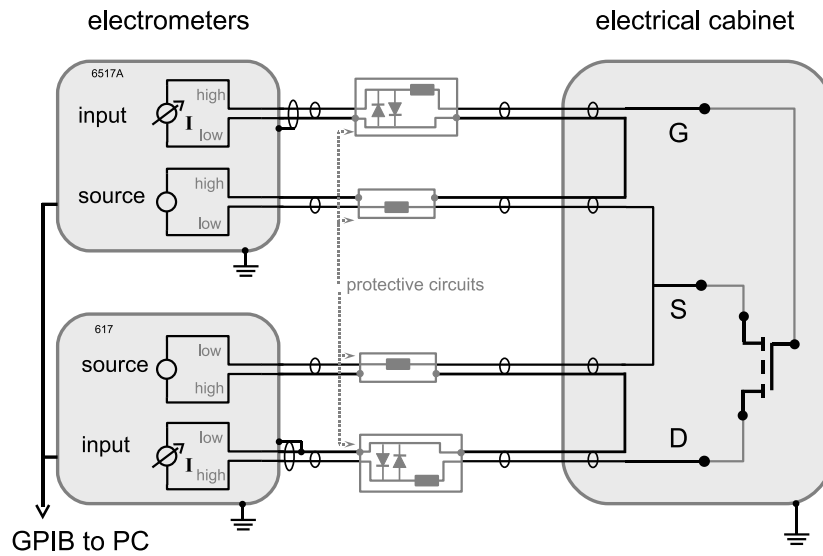 electrometers
electrical cabinet
6517A
input
I
high
low
G
source
high
low
protective circuits
S
617
source
low
high
input
I
low
high
D
GPIB to PC